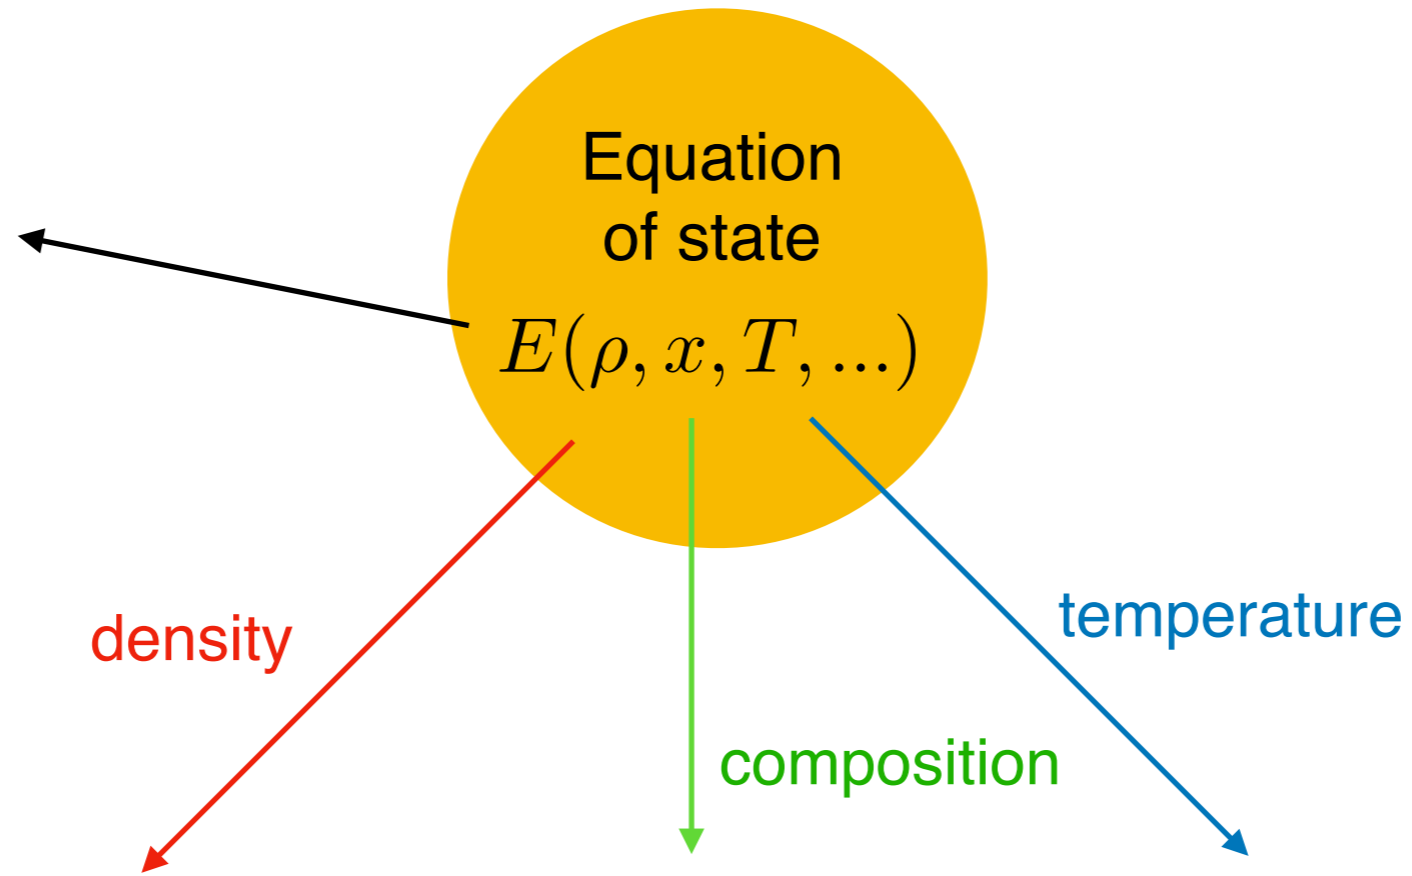 Equation
of state
E(ρ, x, T, ...)
density
temperature
composition